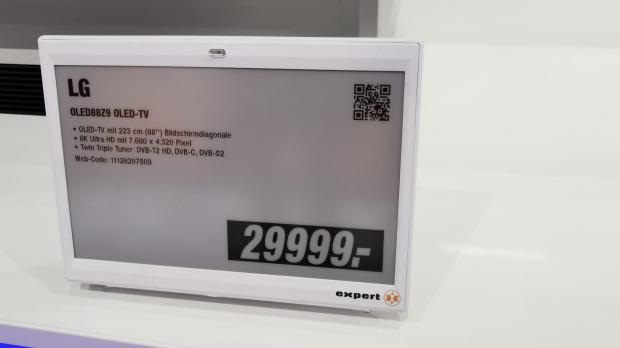 LG
OLED88Z9 OLED-TV
• OLED-TV mit 223 cm (88") Bildschirmdiagonale
• 8K Ultra HD mit 7.680 x 4.320 Pixel
• Twin Triple Tuner: DVB-T2 HD, DVB-C, DVB-S2
Web-Code: 11128207509
29999.-
expert